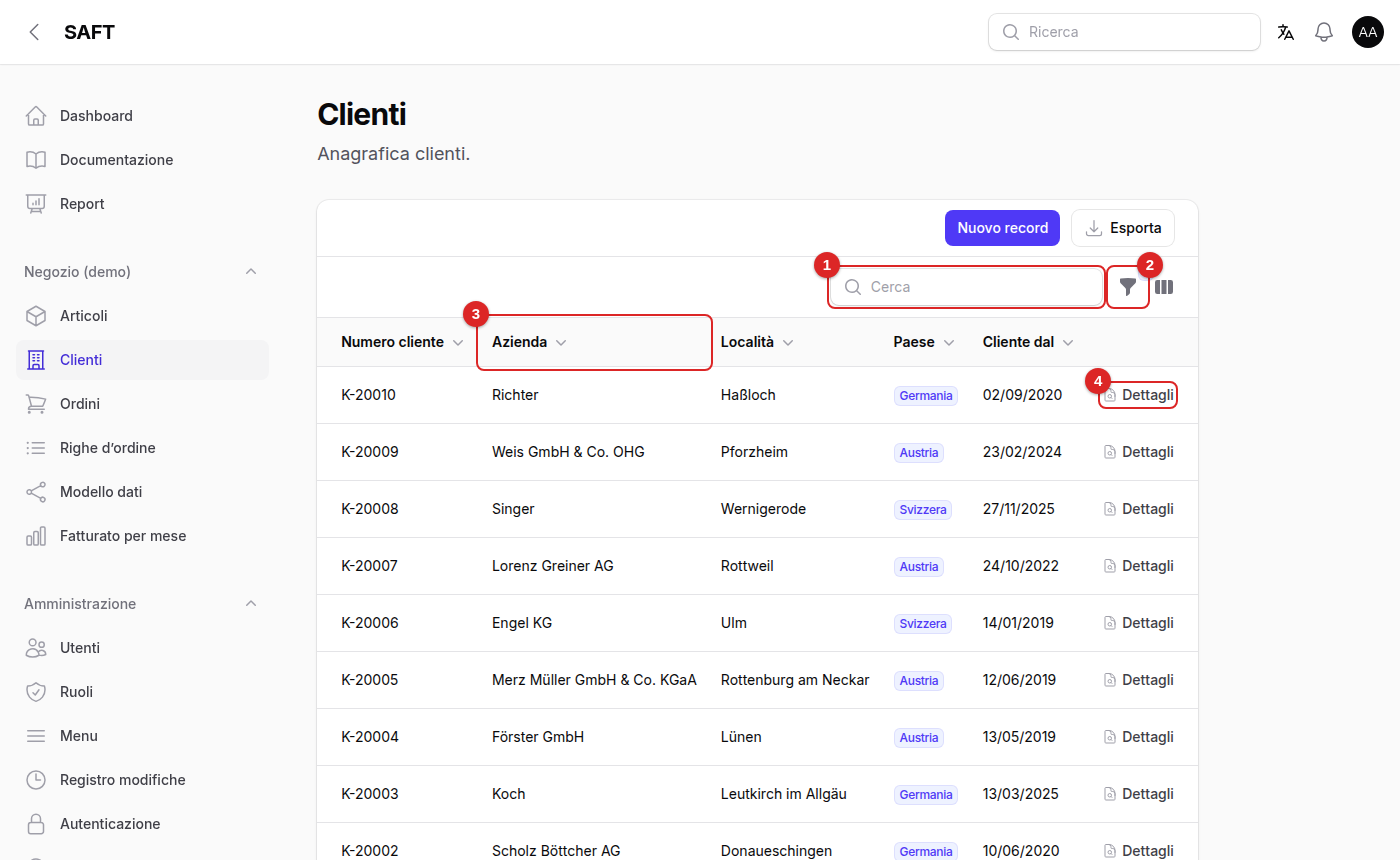 SAFT
Ricerca
AA
Dashboard
Documentazione
Report
Negozio (demo)
Articoli
Clienti
Ordini
Righe d’ordine
Modello dati
Fatturato per mese
Amministrazione
Utenti
Ruoli
Menu
Registro modifiche
Autenticazione
Clienti
Anagrafica clienti.
Nuovo record
Esporta
1
Cerca
2
3
Numero cliente Azienda Località Paese Cliente dal
4
K-20010 Richter Haßloch Germania 02/09/2020 Dettagli
K-20009 Weis GmbH & Co. OHG Pforzheim Austria 23/02/2024 Dettagli
K-20008 Singer Wernigerode Svizzera 27/11/2025 Dettagli
K-20007 Lorenz Greiner AG Rottweil Austria 24/10/2022 Dettagli
K-20006 Engel KG Ulm Svizzera 14/01/2019 Dettagli
K-20005 Merz Müller GmbH & Co. KGaA Rottenburg am Neckar Austria 12/06/2019 Dettagli
K-20004 Förster GmbH Lünen Austria 13/05/2019 Dettagli
K-20003 Koch Leutkirch im Allgäu Germania 13/03/2025 Dettagli
K-20002 Scholz Böttcher AG Donaueschingen Germania 10/06/2020 Dettagli